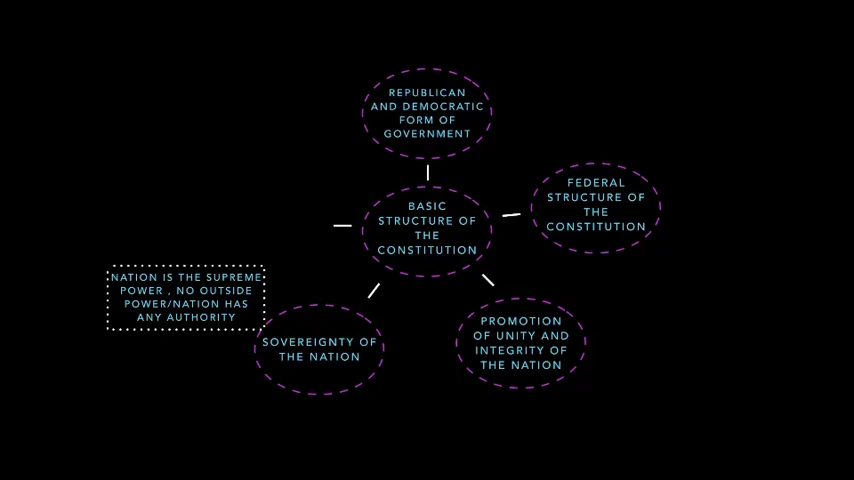 REPUBLICAN
AND DEMOCRATIC
FORM OF
GOVERNMENT
FEDERAL
STRUCTURE OF
THE
CONSTITUTION
BASIC
STRUCTURE OF
THE
CONSTITUTION
NATION IS THE SUPREME
POWER , NO OUTSIDE
POWER/NATION HAS
ANY AUTHORITY
SOVEREIGNTY OF
THE NATION
PROMOTION
OF UNITY AND
INTEGRITY OF
THE NATION